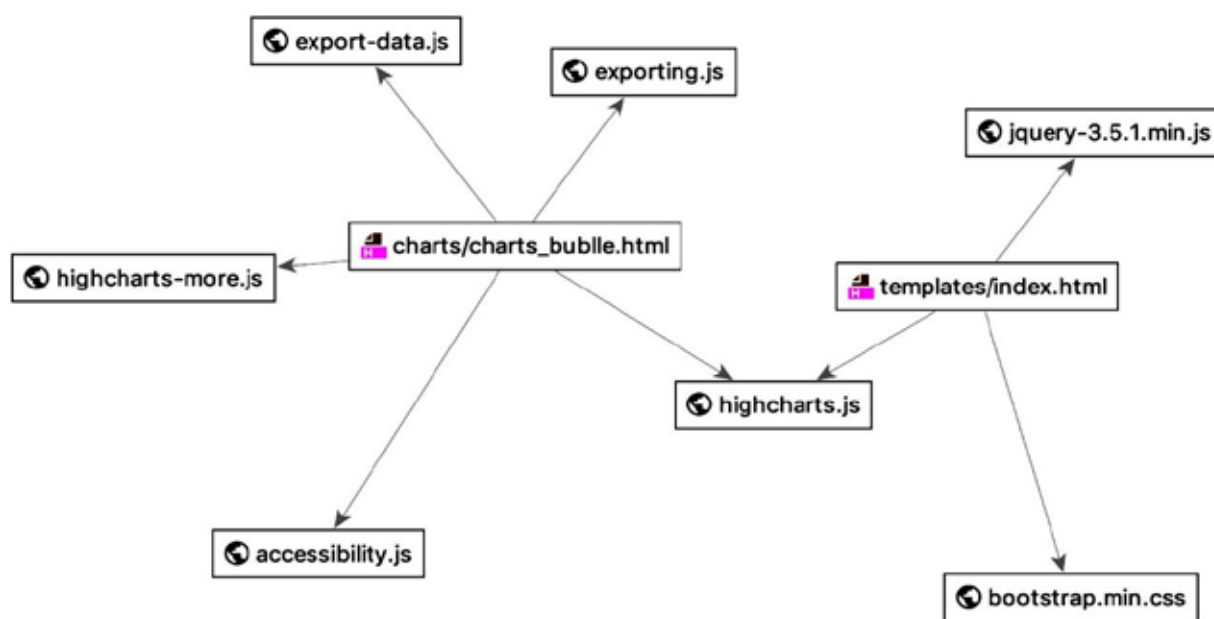 export-data.js
exporting.js
jquery-3.5.1.min.js
charts/charts_bublle.html
highcharts-more.js
templates/index.html
highcharts.js
accessibility.js
bootstrap.min.css